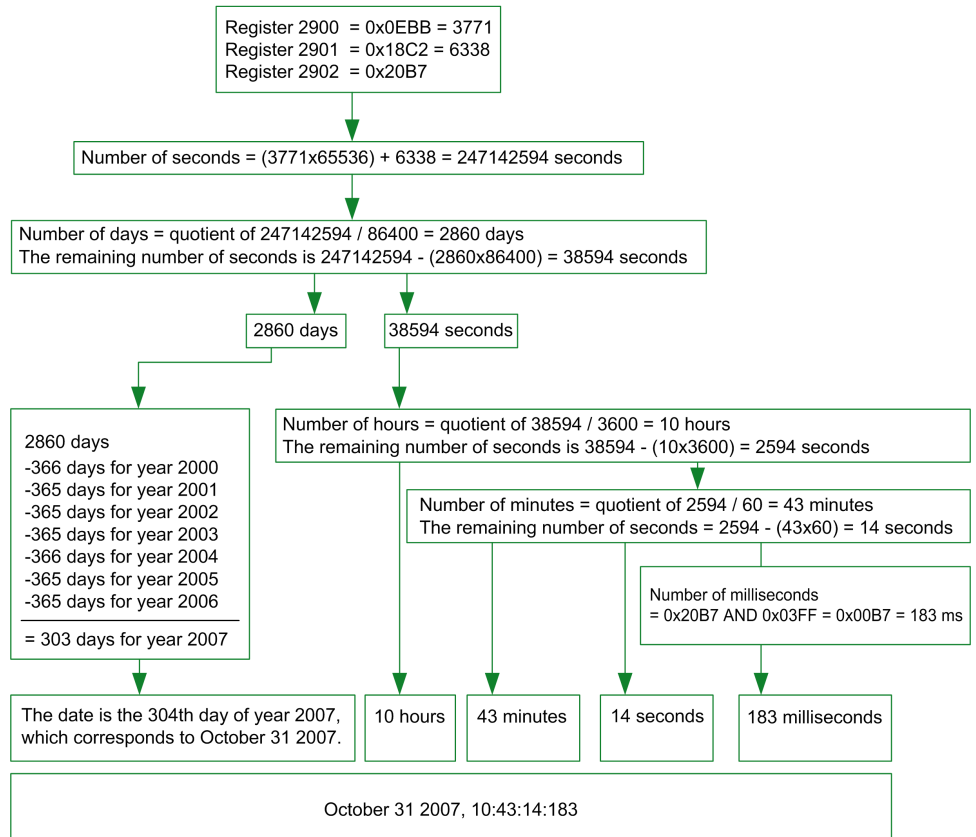 Register 2900 = 0x0EBB = 3771
Register 2901 = 0x18C2 = 6338
Register 2902 = 0x20B7
Number of seconds = (3771x65536) + 6338 = 247142594 seconds
Number of days = quotient of 247142594 / 86400 = 2860 days
The remaining number of seconds is 247142594 - (2860x86400) = 38594 seconds
2860 days
38594 seconds
2860 days
-366 days for year 2000
-365 days for year 2001
-365 days for year 2002
-365 days for year 2003
-366 days for year 2004
-365 days for year 2005
-365 days for year 2006
= 303 days for year 2007
Number of hours = quotient of 38594 / 3600 = 10 hours
The remaining number of seconds is 38594 - (10x3600) = 2594 seconds
Number of minutes = quotient of 2594 / 60 = 43 minutes
The remaining number of seconds = 2594 - (43x60) = 14 seconds
Number of milliseconds
= 0x20B7 AND 0x03FF = 0x00B7 = 183 ms
The date is the 304th day of year 2007,
which corresponds to October 31 2007.
10 hours
43 minutes
14 seconds
183 milliseconds
October 31 2007, 10:43:14:183